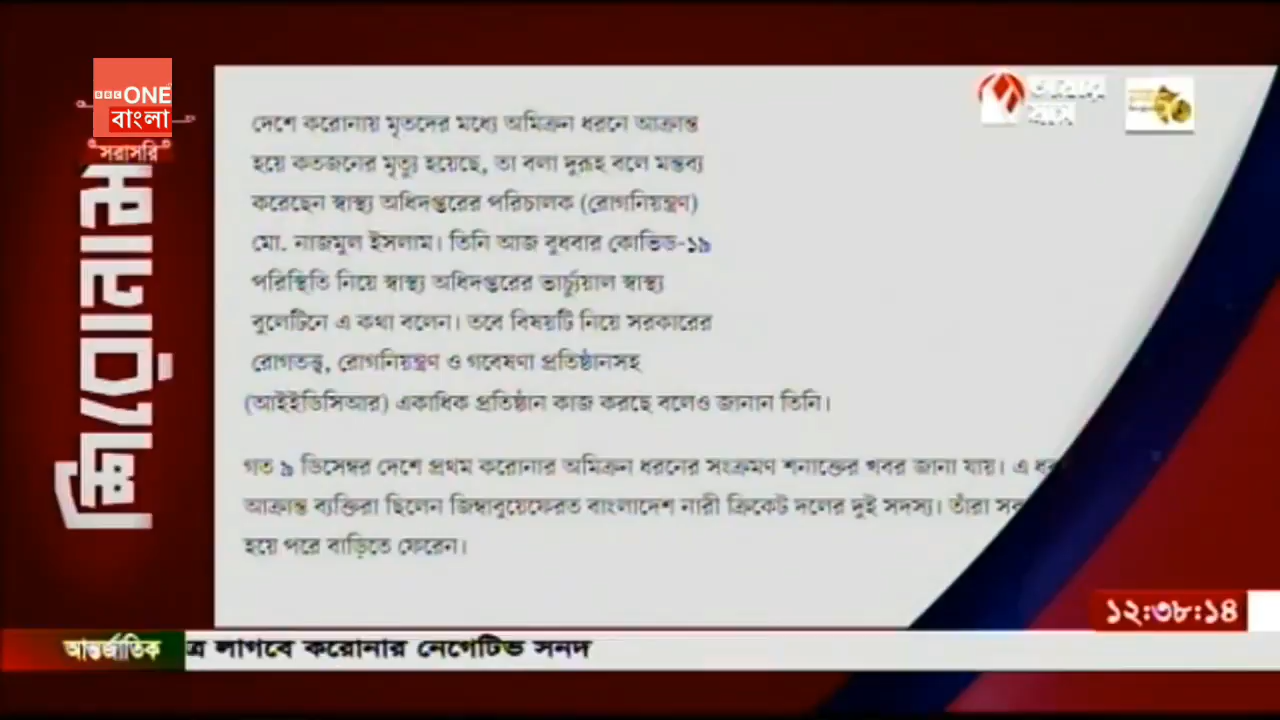 BBC ONE
বাংলা
সরাসরি
শিরোনাম
দেশে করোনায় মৃতদের মধ্যে অমিক্রন ধরনে আক্রান্ত
হয়ে কতজনের মৃত্যু হয়েছে, তা বলা দুরূহ বলে মন্তব্য
করেছেন স্বাস্থ্য অধিদপ্তরের পরিচালক (রোগনিয়ন্ত্রণ)
মো. নাজমুল ইসলাম। তিনি আজ বুধবার কোভিড-১৯
পরিস্থিতি নিয়ে স্বাস্থ্য অধিদপ্তরের ভার্চ্যুয়াল স্বাস্থ্য
বুলেটিনে এ কথা বলেন। তবে বিষয়টি নিয়ে সরকারের
রোগতত্ত্ব, রোগনিয়ন্ত্রণ ও গবেষণা প্রতিষ্ঠানসহ
(আইইডিসিআর) একাধিক প্রতিষ্ঠান কাজ করছে বলেও জানান তিনি।
গত ৯ ডিসেম্বর দেশে প্রথম করোনার অমিক্রন ধরনের সংক্রমণ শনাক্তের খবর জানা যায়। এ
আক্রান্ত ব্যক্তিরা ছিলেন জিম্বাবুয়েফেরত বাংলাদেশ নারী ক্রিকেট দলের দুই সদস্য। তাঁরা
হয়ে পরে বাড়িতে ফেরেন।
১২:৩৮:১৪
আন্তর্জাতিক
ত্র লাগবে করোনার নেগেটিভ সনদ